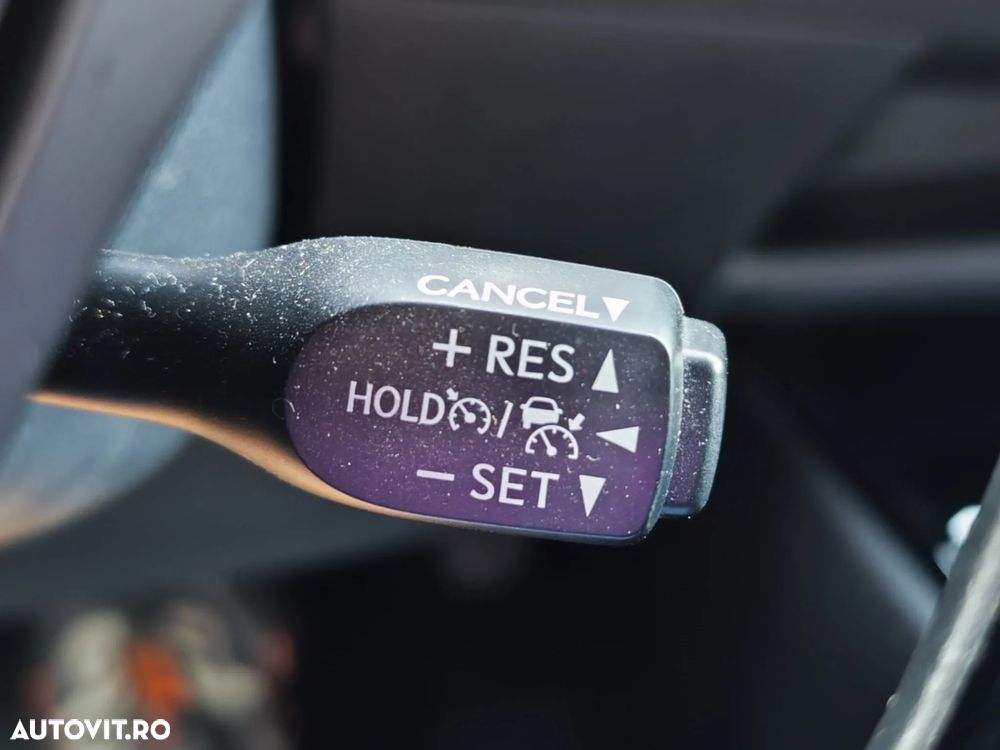 CANCEL
+ RES
HOLD /
- SET
AUTOVIT.RO